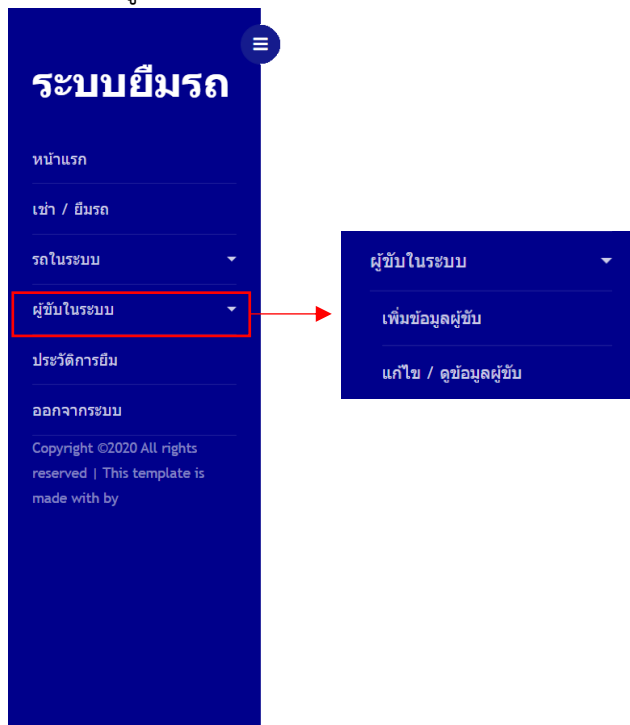 ระบบยืมรถ
หน้าแรก
เช่า / ยืมรถ
รถในระบบ
ผู้ขับในระบบ
ประวัติการยืม
ออกจากระบบ
Copyright ©2020 All rights
reserved | This template is
made with by
ผู้ขับในระบบ
เพิ่มข้อมูลผู้ขับ
แก้ไข / ดูข้อมูลผู้ขับ